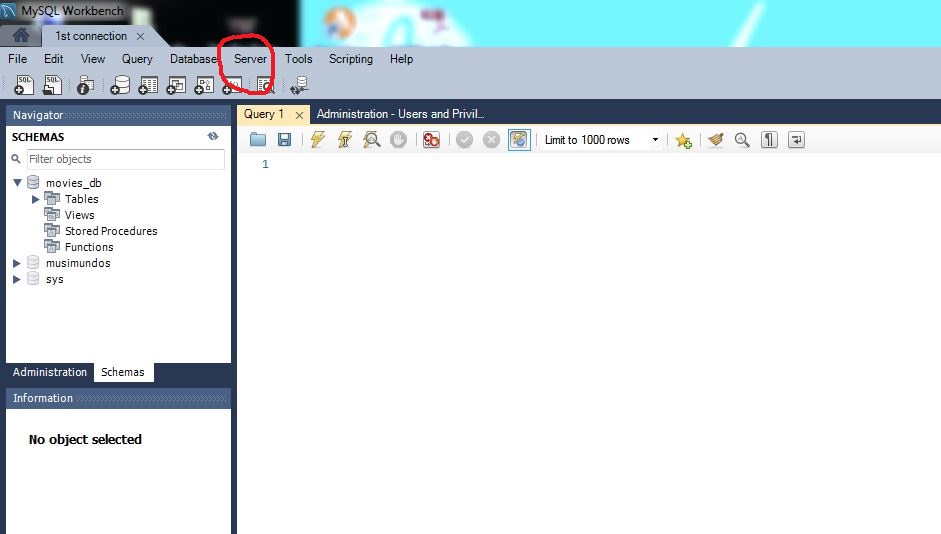 MySQL Workbench
1st connection
File Edit View Query Database Server Tools Scripting Help
Navigator
SCHEMAS
Filter objects
movies_db
Tables
Views
Stored Procedures
Functions
musimundos
sys
Administration Schemas
Information
No object selected
Query 1 Administration - Users and Privil...
Limit to 1000 rows
1